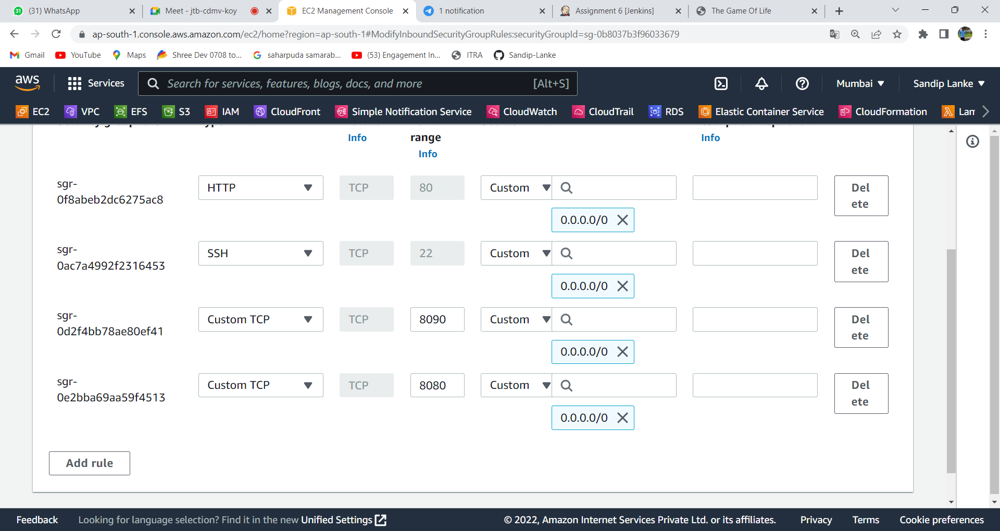 (31) WhatsApp
Meet - jtb-cdmv-koy
EC2 Management Console
1 notification
Assignment 6 [Jenkins]
The Game Of Life
ap-south-1.console.aws.amazon.com/ec2/home?region=ap-south-1#ModifyInboundSecurityGroupRules:securityGroupId=sg-0b8037b3f96033679
Gmail
YouTube
Maps
Shree Dev 0708 to...
saharpuda samarab...
(53) Engagement In...
ITRA
Sandip-Lanke
aws
Services
Search for services, features, blogs, docs, and more
[Alt+S]
Mumbai
Sandip Lanke
EC2
VPC
EFS
S3
IAM
CloudFront
Simple Notification Service
CloudWatch
CloudTrail
RDS
Elastic Container Service
CloudFormation
Lam
Info
range
Info
Info
sgr-
0f8abeb2dc6275ac8
HTTP
TCP
80
Custom
0.0.0.0/0
Del
ete
sgr-
0ac7a4992f2316453
SSH
TCP
22
Custom
0.0.0.0/0
Del
ete
sgr-
0d2f4bb78ae80ef41
Custom TCP
TCP
8090
Custom
0.0.0.0/0
Del
ete
sgr-
0e2bba69aa59f4513
Custom TCP
TCP
8080
Custom
0.0.0.0/0
Del
ete
Add rule
Feedback
Looking for language selection? Find it in the new Unified Settings
© 2022, Amazon Internet Services Private Ltd. or its affiliates.
Privacy
Terms
Cookie preferences